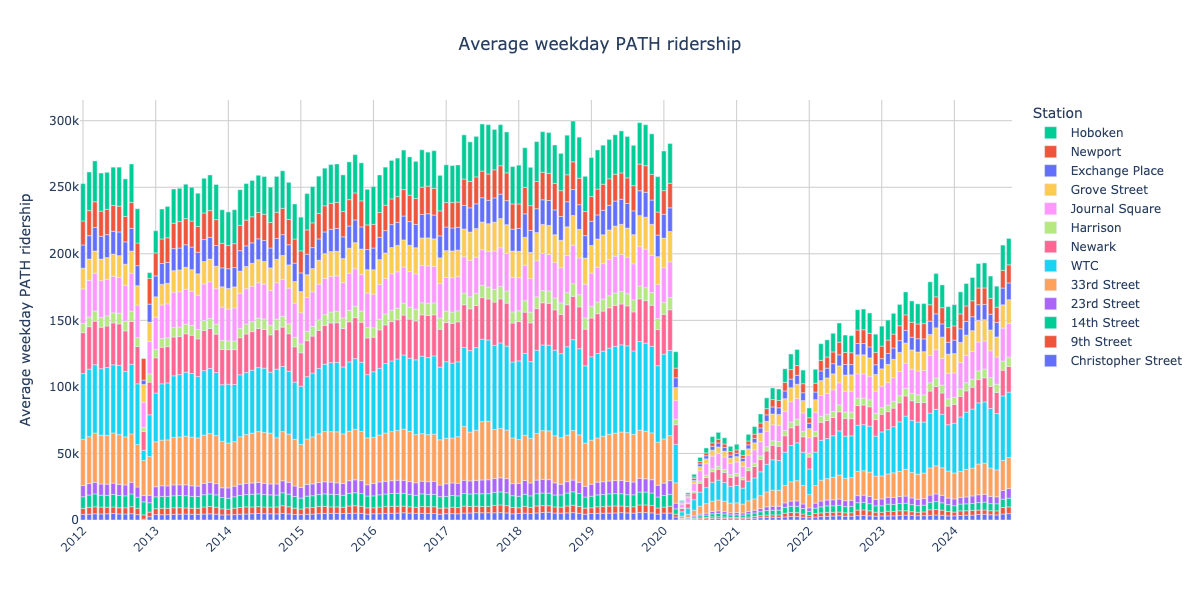 Average weekday PATH ridership
Average weekday PATH ridership
300k
250k
200k
150k
100k
50k
0
2012
2013
2014
2015
2016
2017
2018
2019
2020
2021
2022
2023
2024
Station
Hoboken
Newport
Exchange Place
Grove Street
Journal Square
Harrison
Newark
WTC
33rd Street
23rd Street
14th Street
9th Street
Christopher Street